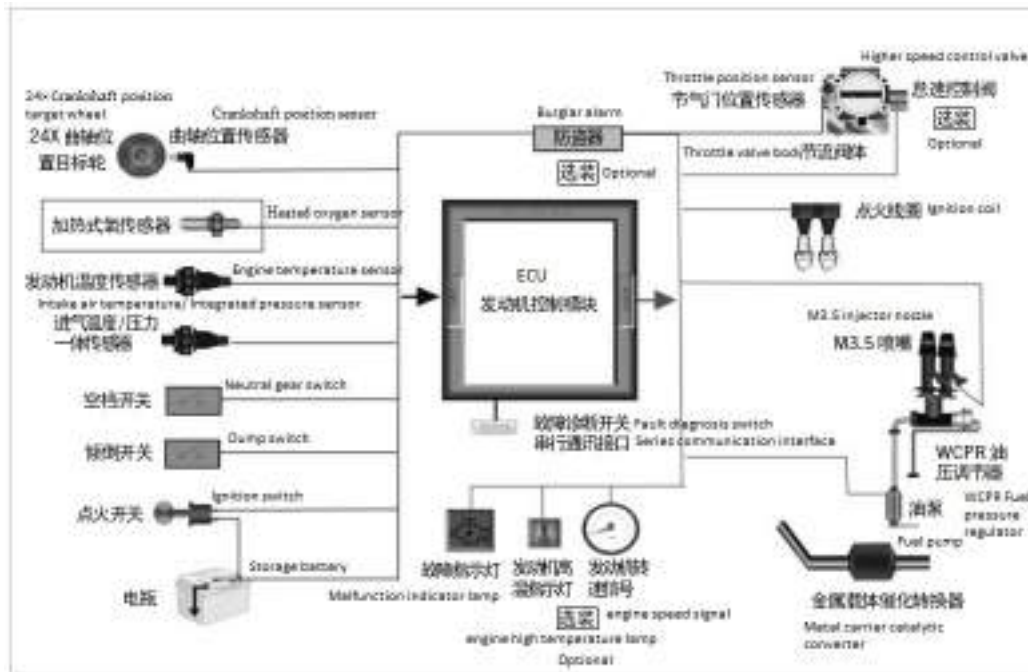 Higher speed control valve
Throttle position sensor
节气门位置传感器
怠速控制阀
选装
Optional
24× Crankshaft position
target wheel
24X 曲轴位
置目标轮
Crankshaft position sensor
曲轴位置传感器
Burglar alarm
防盗器
选装 Optional
Throttle valve body 节流阀体
加热式氧传感器
Heated oxygen sensor
点火线圈 Ignition coil
发动机温度传感器
Engine temperature sensor
ECU
发动机控制模块
Intake air temperature/ Integrated pressure sensor
进气温度/压力
一体传感器
M3.5 injector nozzle
M3.5 喷嘴
Neutral gear switch
空档开关
故障诊断开关 Fault diagnosis switch
串行通讯接口 Series communication interface
Dump switch
倾倒开关
WCPR 油
压调节器
WCPR Fuel
pressure
regulator
Ignition switch
点火开关
油泵
Fuel pump
Storage battery
电瓶
故障指示灯
Malfunction indicator lamp
发动机高
温指示灯
发动机转
速信号
选装
engine speed signal
engine high temperature lamp
Optional
金属载体催化转换器
Metal carrier catalytic
converter